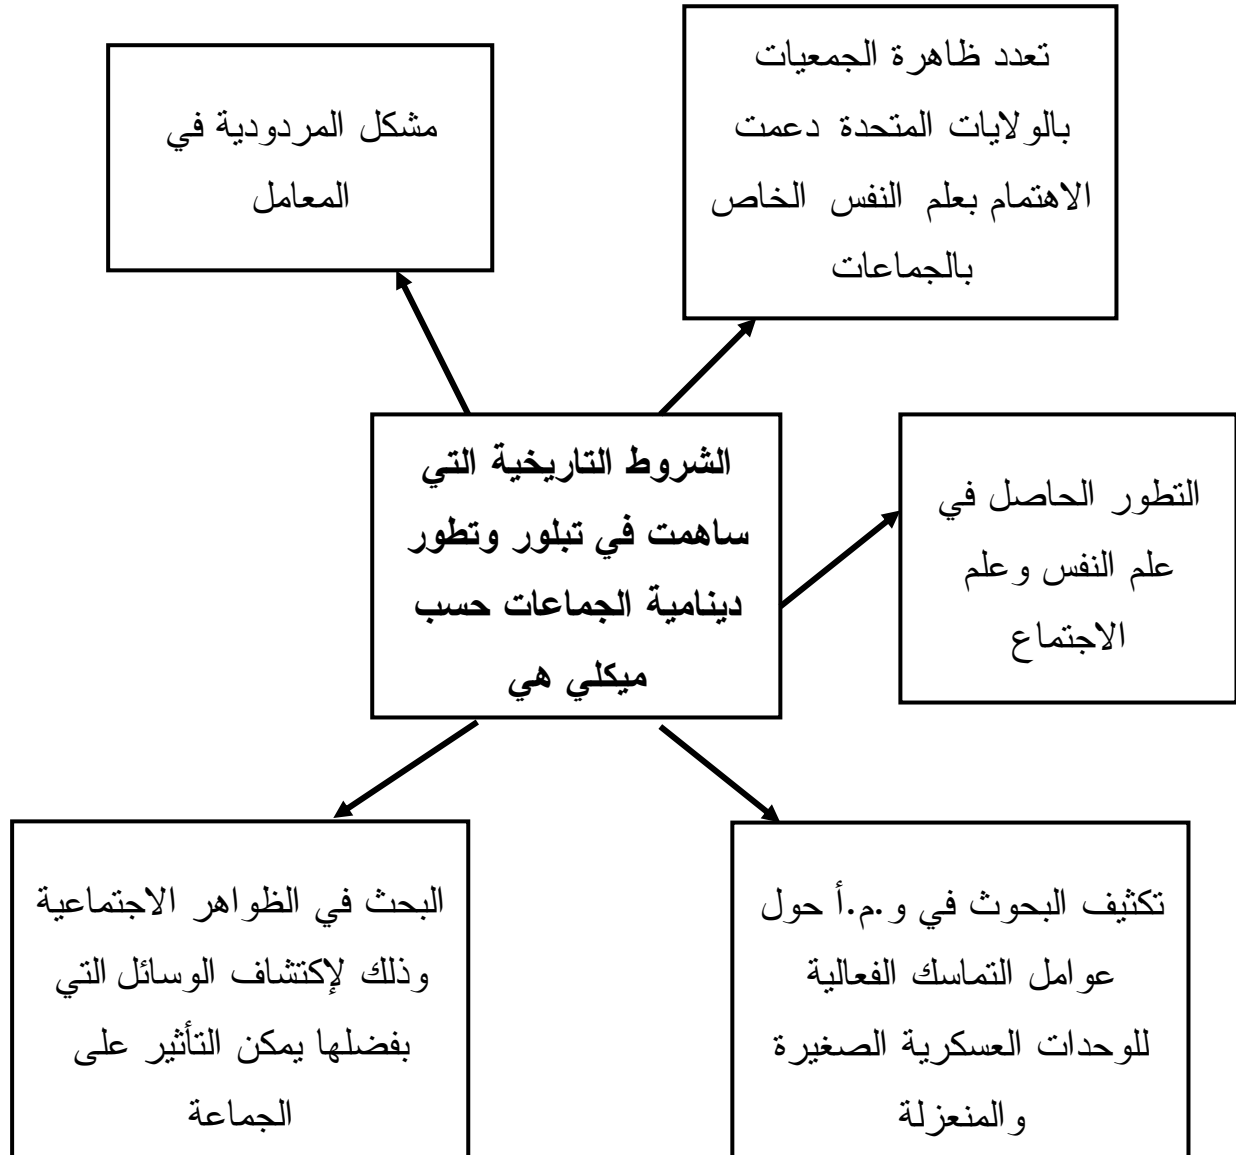 تعدد ظاهرة الجمعيات
بالولايات المتحدة دعمت
الاهتمام بعلم النفس الخاص
بالجماعات
مشكل المردودية في
المعامل
الشروط التاريخية التي
ساهمت في تبلور وتطور
دينامية الجماعات حسب
ميكلي هي
التطور الحاصل في
علم النفس وعلم
الاجتماع
تكثيف البحوث في و.م.أ حول
عوامل التماسك الفعالية
للوحدات العسكرية الصغيرة
والمنعزلة
البحث في الظواهر الاجتماعية
وذلك لإكتشاف الوسائل التي
بفضلها يمكن التأثير على
الجماعة